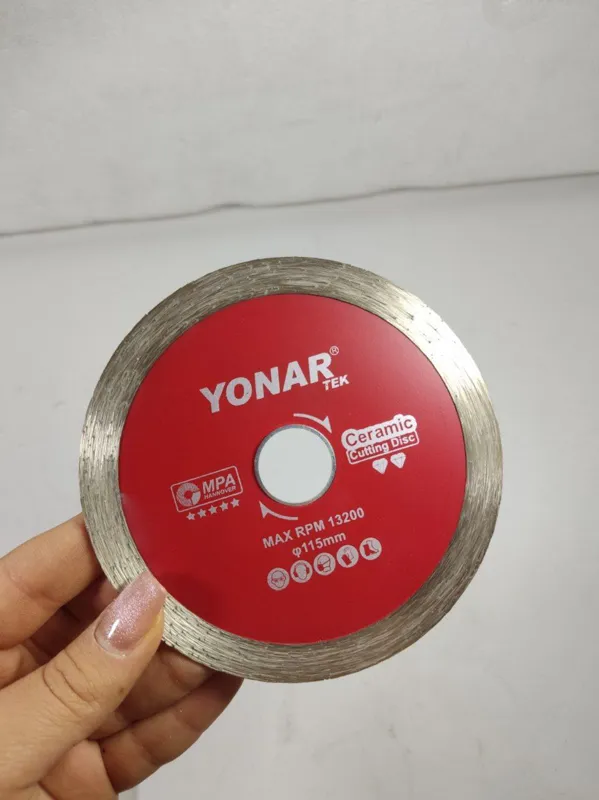 YONAR®
TEK
Ceramic
Cutting Disc
MPA
HANNOVER
MAX RPM 13200
φ115mm